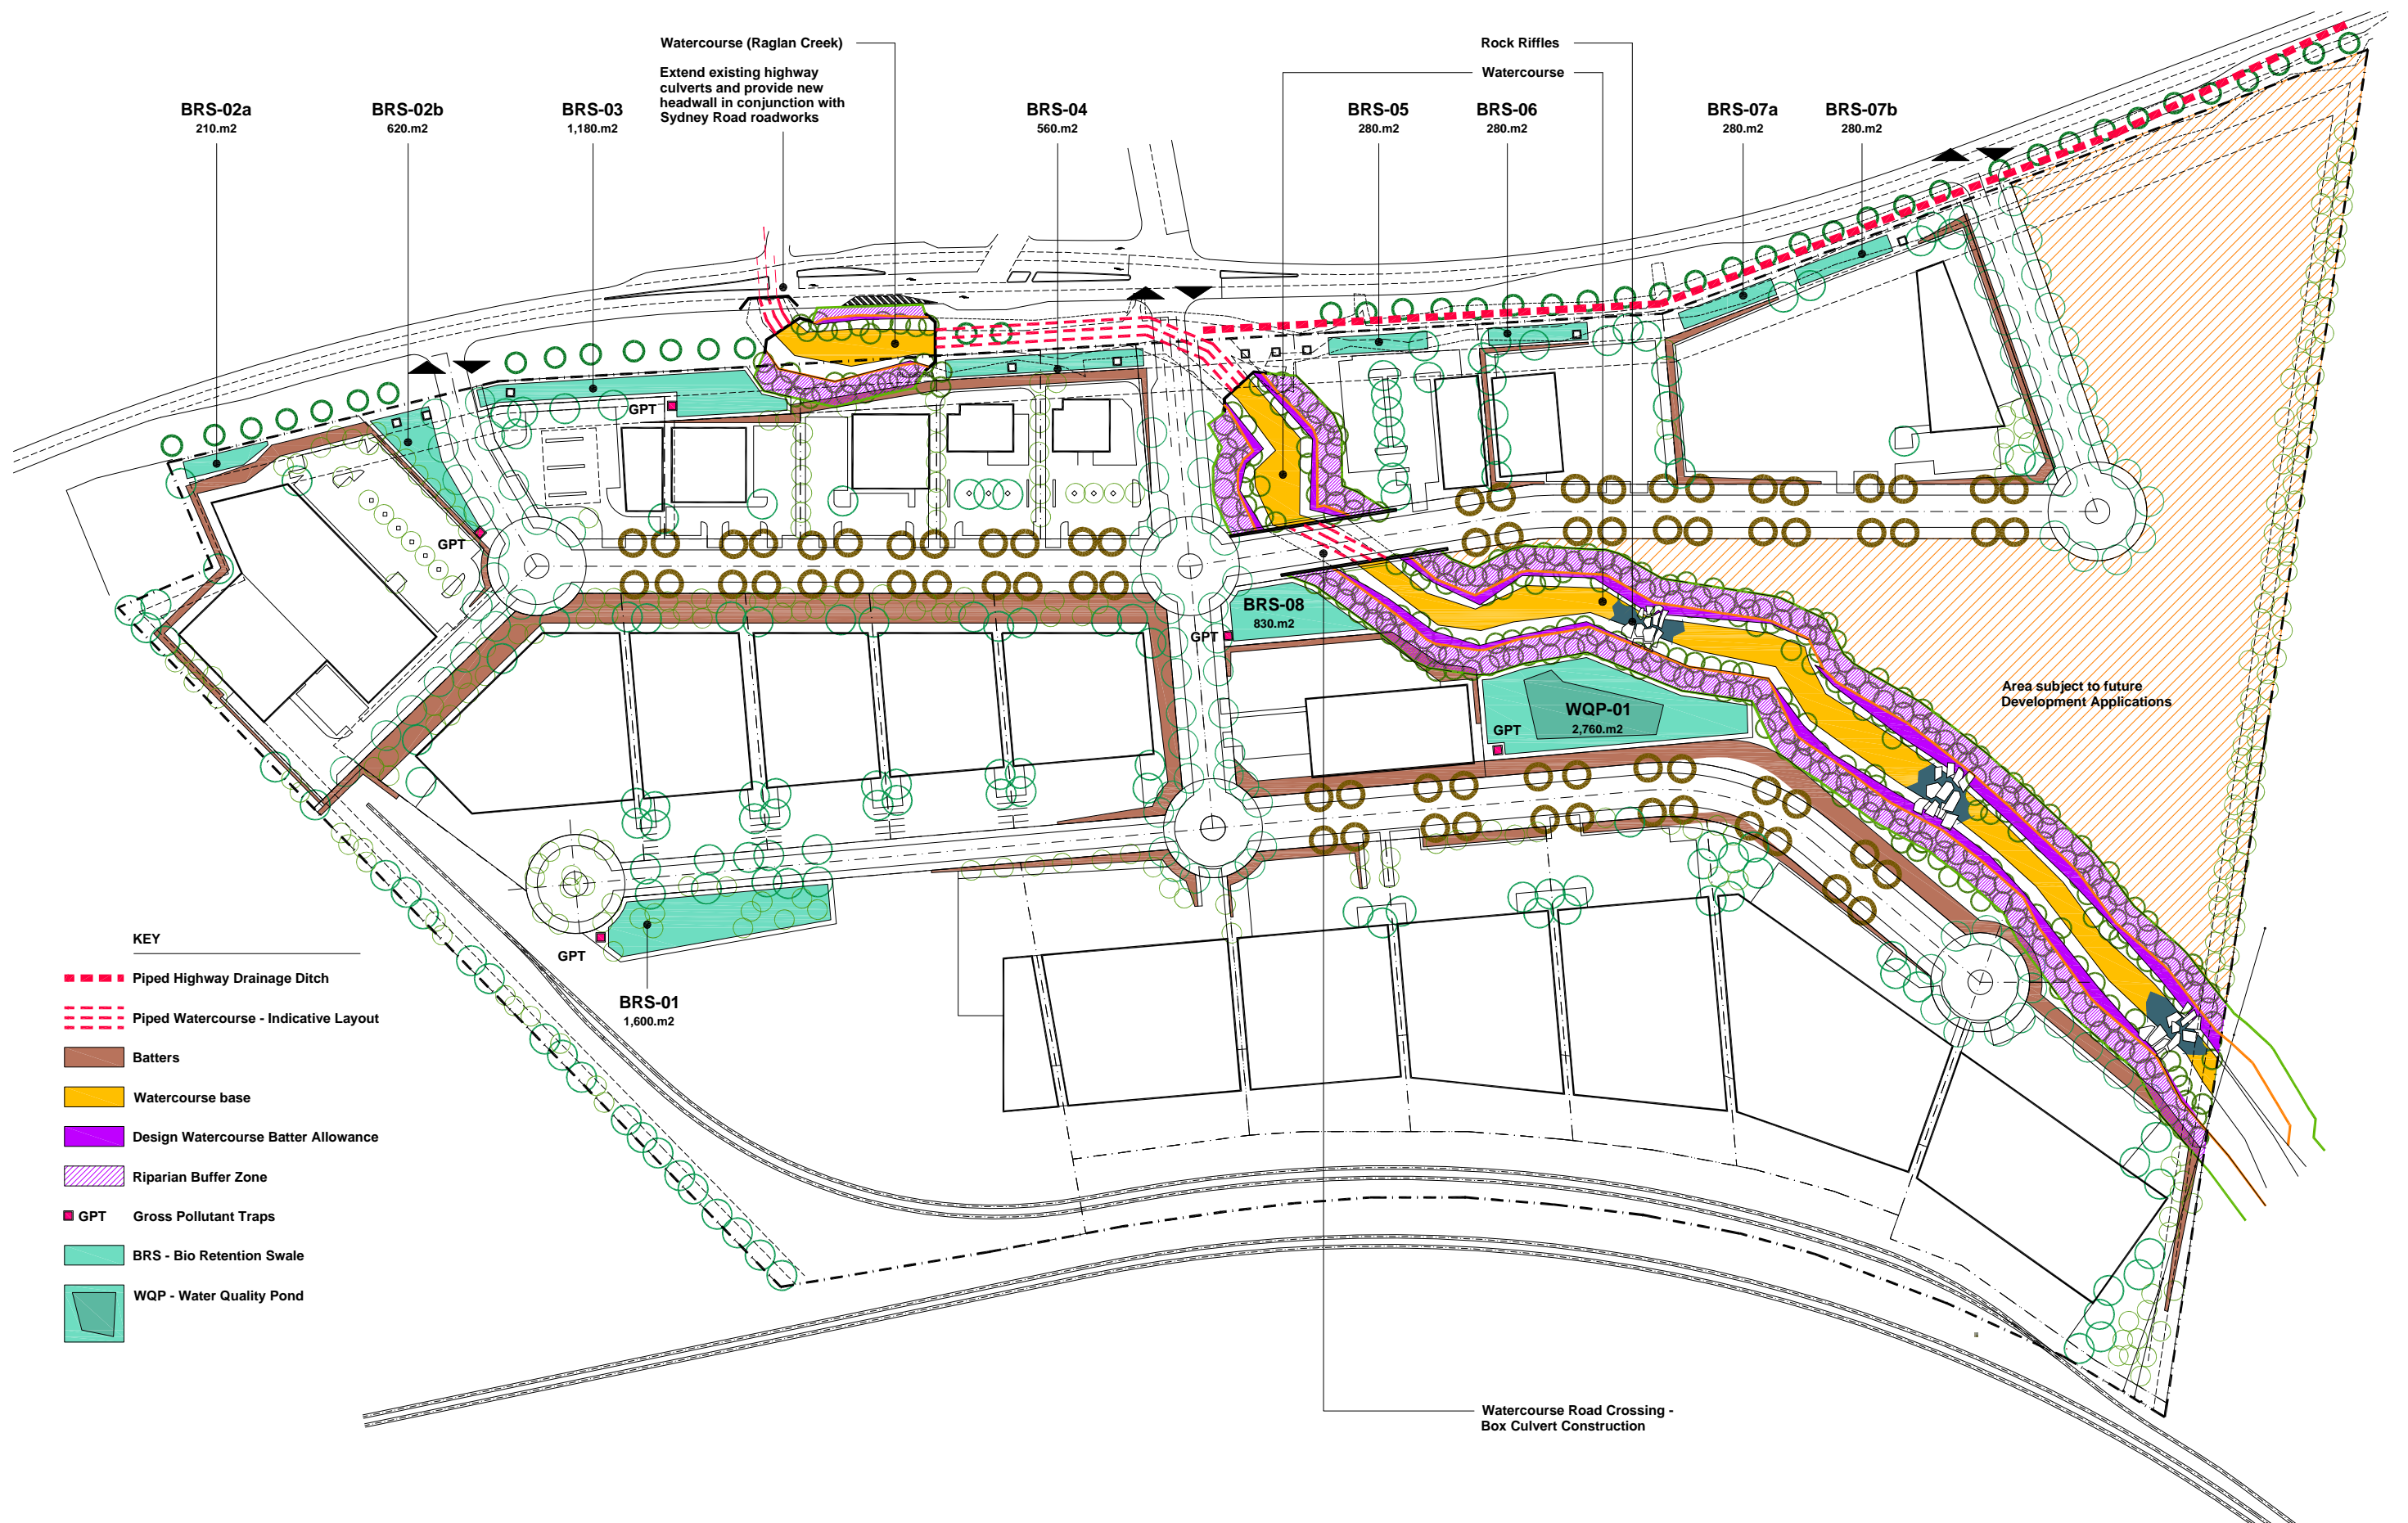 Watercourse (Raglan Creek)
Extend existing highway
culverts and provide new
headwall in conjunction with
Sydney Road roadworks
Rock Riffles
Watercourse
BRS-02a
210.m2
BRS-02b
620.m2
BRS-03
1,180.m2
BRS-04
560.m2
BRS-05
280.m2
BRS-06
280.m2
BRS-07a
280.m2
BRS-07b
280.m2
GPT
GPT
BRS-08
830.m2
GPT
WQP-01
2,760.m2
GPT
Area subject to future
Development Applications
GPT
BRS-01
1,600.m2
KEY
Piped Highway Drainage Ditch
Piped Watercourse - Indicative Layout
Batters
Watercourse base
Design Watercourse Batter Allowance
Riparian Buffer Zone
GPT Gross Pollutant Traps
BRS - Bio Retention Swale
WQP - Water Quality Pond
Watercourse Road Crossing -
Box Culvert Construction